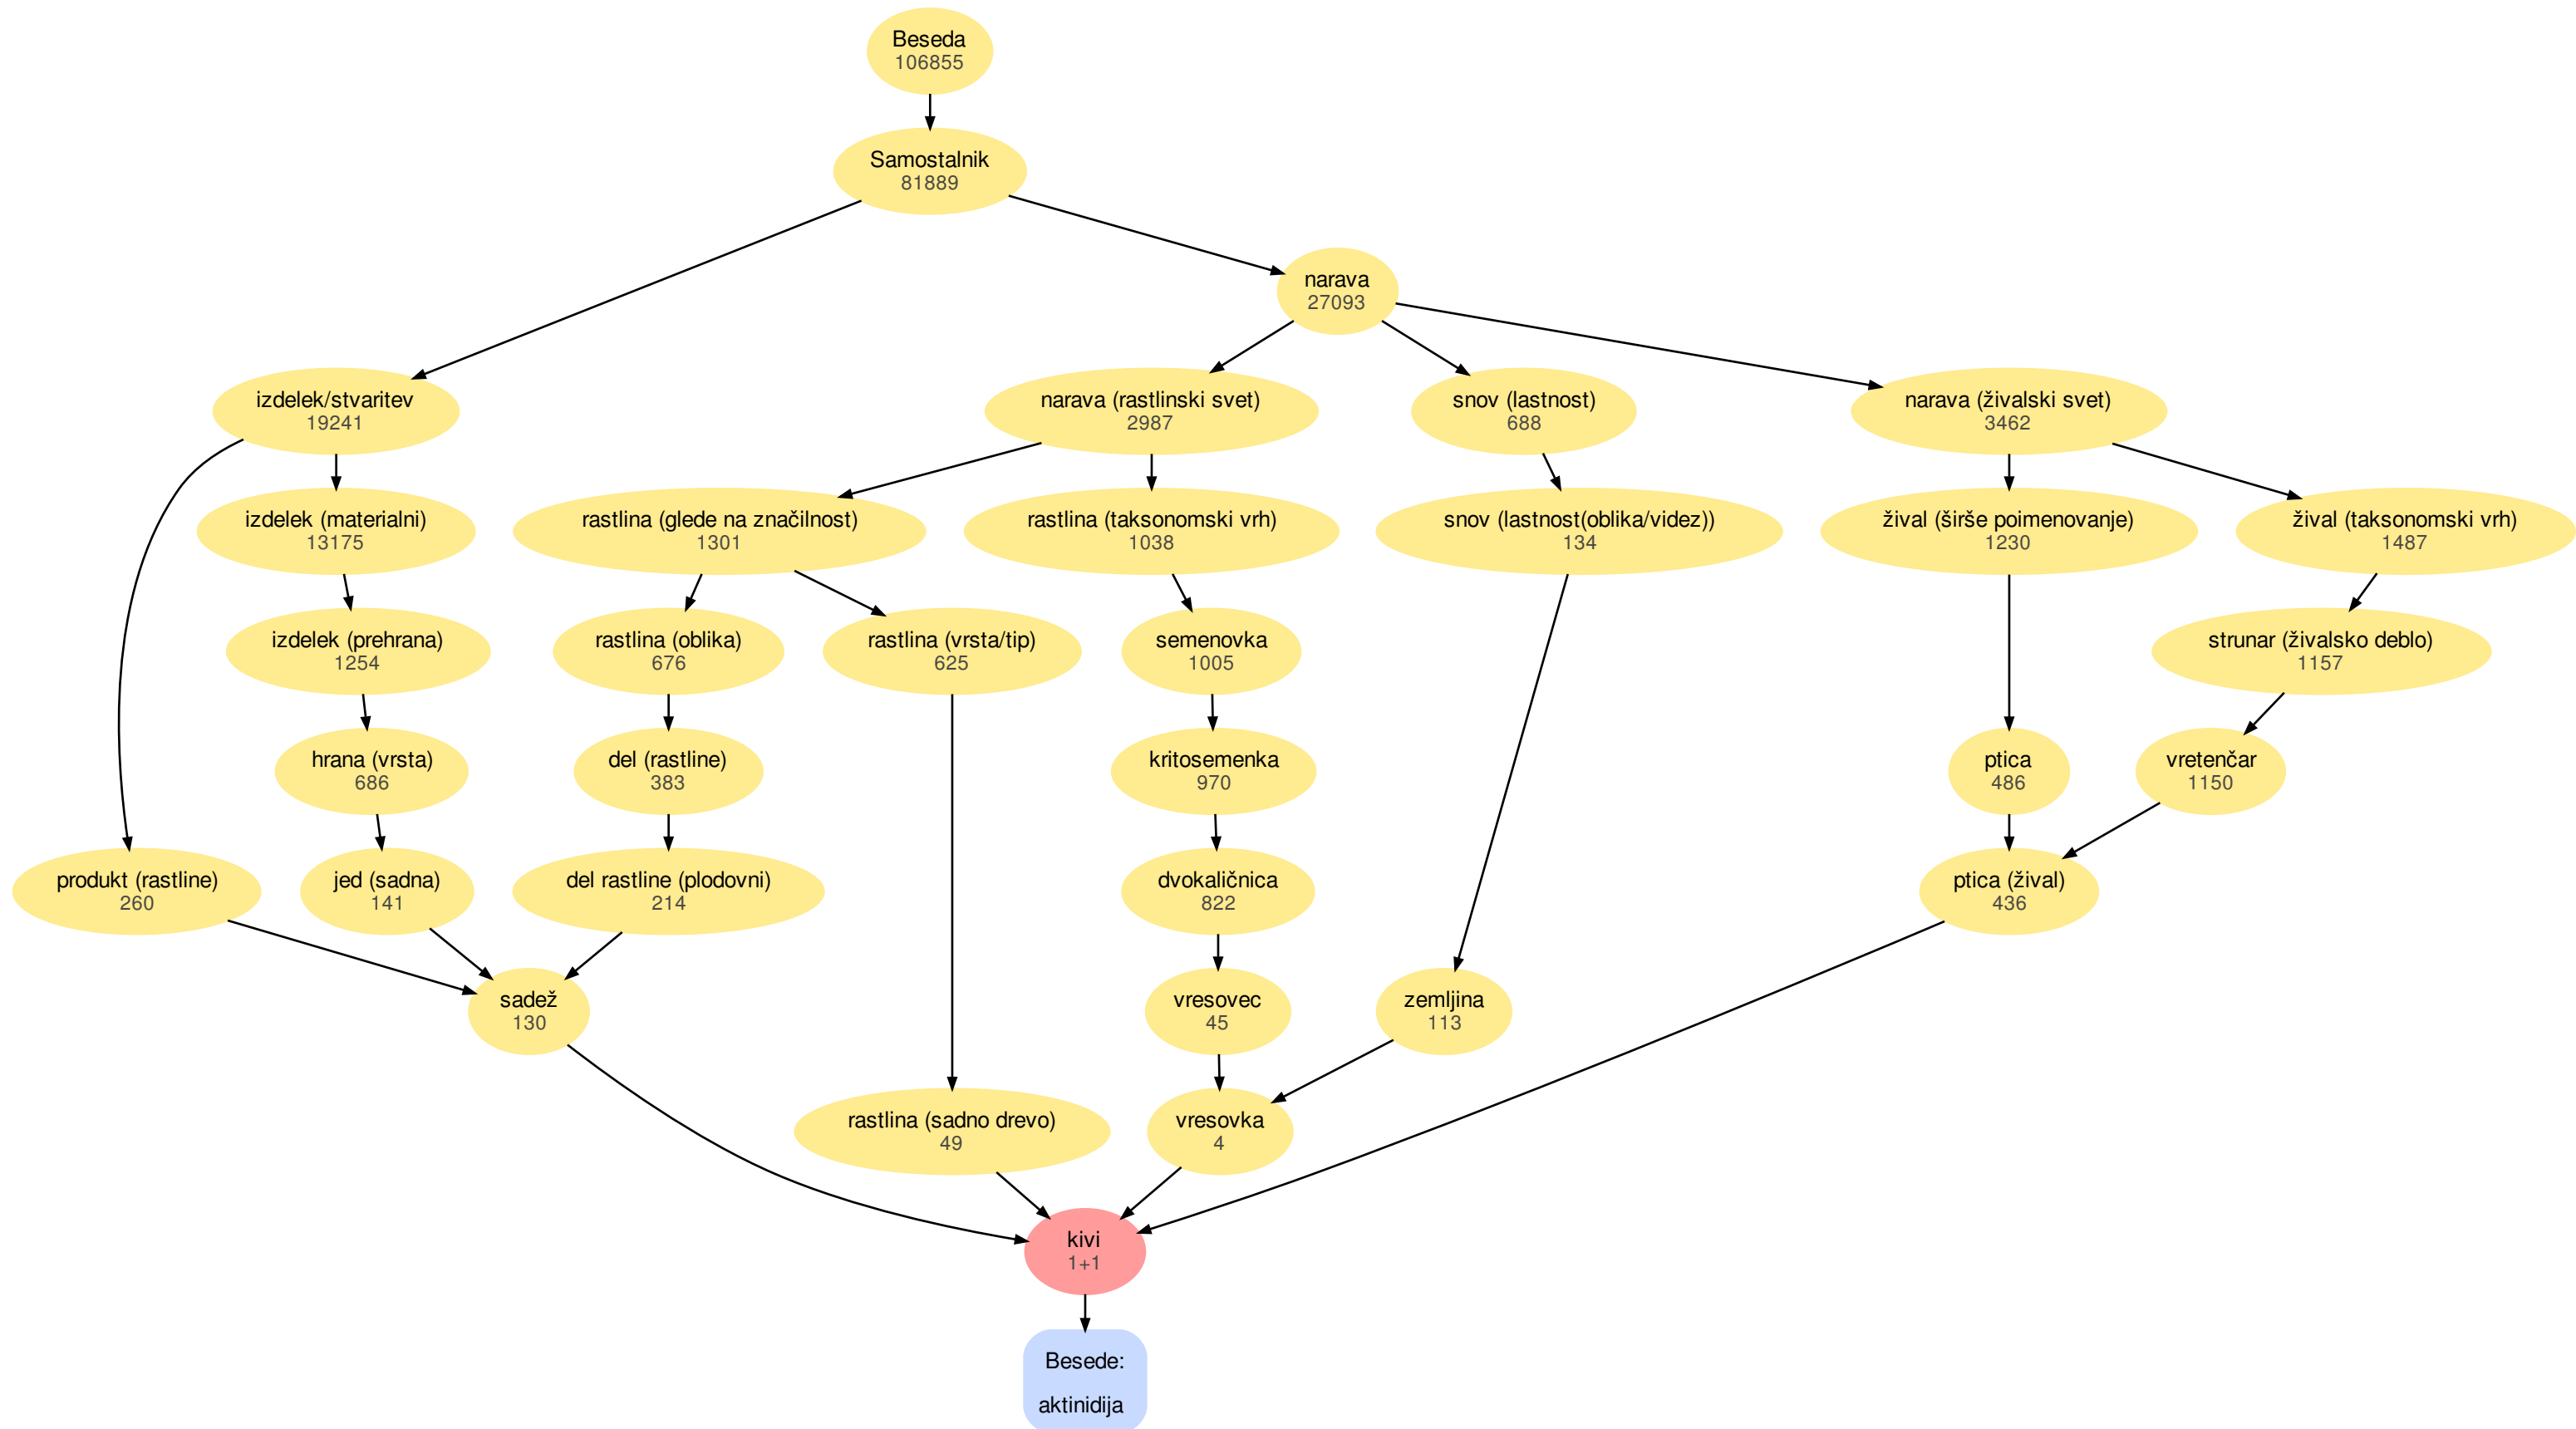 Beseda
106855
Samostalnik
81889
narava
27093
izdelek/stvaritev
19241
narava (rastlinski svet)
2987
snov (lastnost)
688
narava (živalski svet)
3462
izdelek (materialni)
13175
rastlina (glede na značilnost)
1301
rastlina (taksonomski vrh)
1038
snov (lastnost(oblika/videz))
134
žival (širše poimenovanje)
1230
žival (taksonomski vrh)
1487
izdelek (prehrana)
1254
rastlina (oblika)
676
rastlina (vrsta/tip)
625
semenovka
1005
strunar (živalsko deblo)
1157
hrana (vrsta)
686
del (rastline)
383
kritosemenka
970
ptica
486
vretenčar
1150
produkt (rastline)
260
jed (sadna)
141
del rastline (plodovni)
214
dvokaličnica
822
ptica (žival)
436
sadež
130
vresovec
45
zemljina
113
rastlina (sadno drevo)
49
vresovka
4
kivi
1+1
Besede:
aktinidija